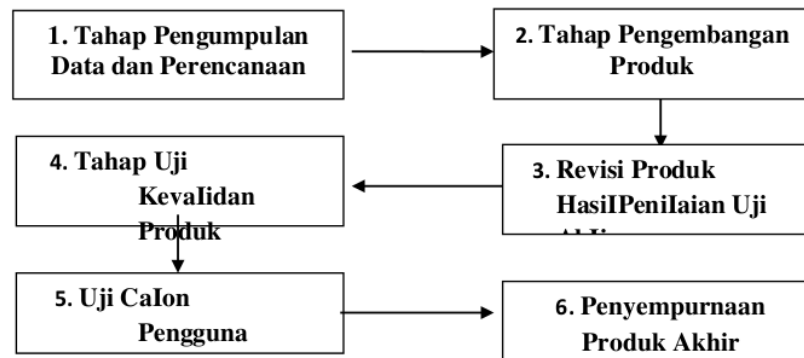 1. Tahap Pengumpulan
Data dan Perencanaan
2. Tahap Pengembangan
Produk
3. Revisi Produk
HasiIPeniIaian Uji
4. Tahap Uji
KevaIidan
Produk
5. Uji CaIon
Pengguna
6. Penyempurnaan
Produk Akhir